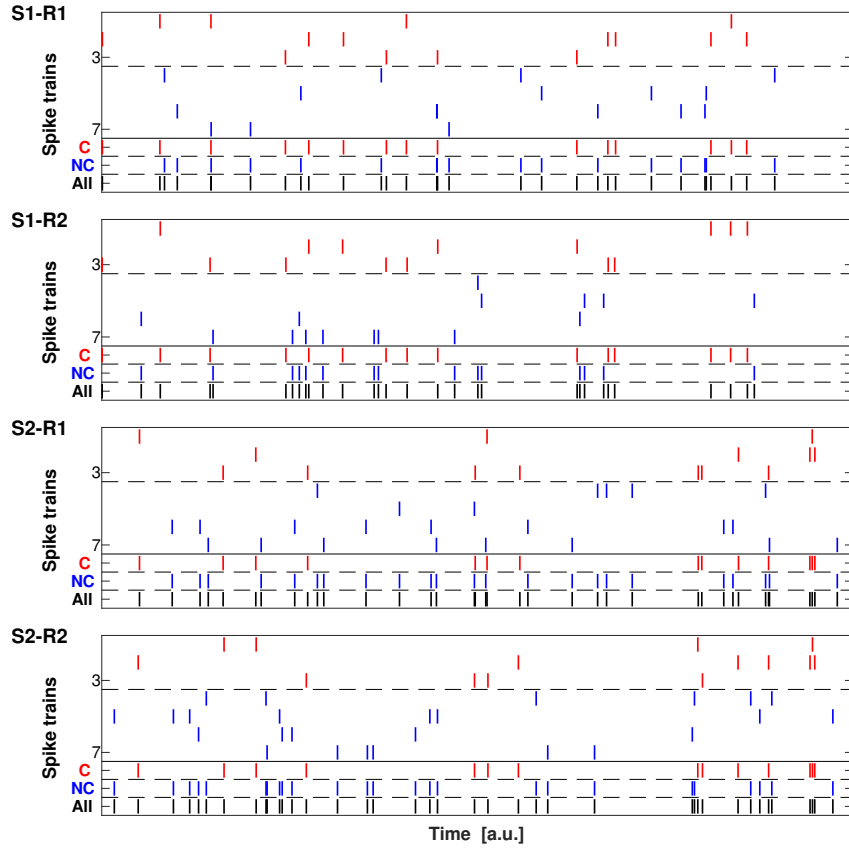 S1-R1
Spike trains
3
7
C
NC
All
S1-R2
Spike trains
3
7
C
NC
All
S2-R1
Spike trains
3
7
C
NC
All
S2-R2
Spike trains
3
7
C
NC
All
Time [a.u.]